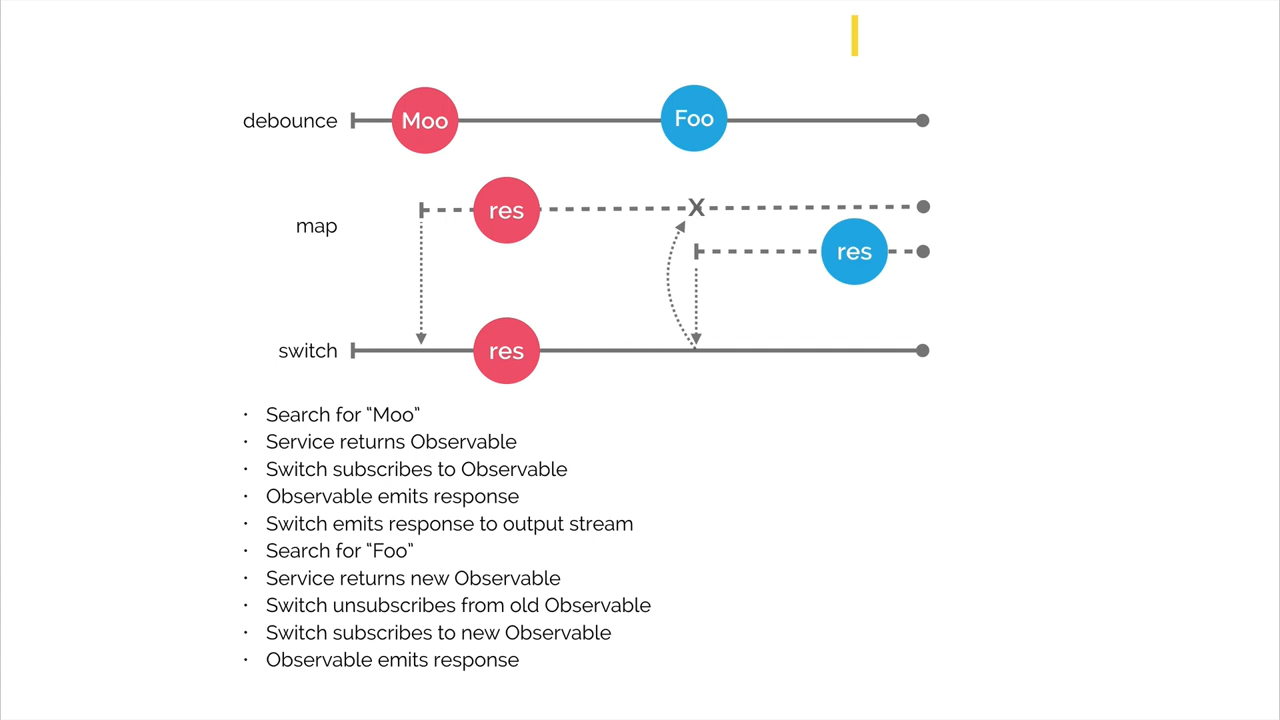 debounce
Moo
Foo
res
X
map
res
switch
res
· Search for “Moo”
· Service returns Observable
· Switch subscribes to Observable
· Observable emits response
· Switch emits response to output stream
· Search for “Foo”
· Service returns new Observable
· Switch unsubscribes from old Observable
· Switch subscribes to new Observable
· Observable emits response